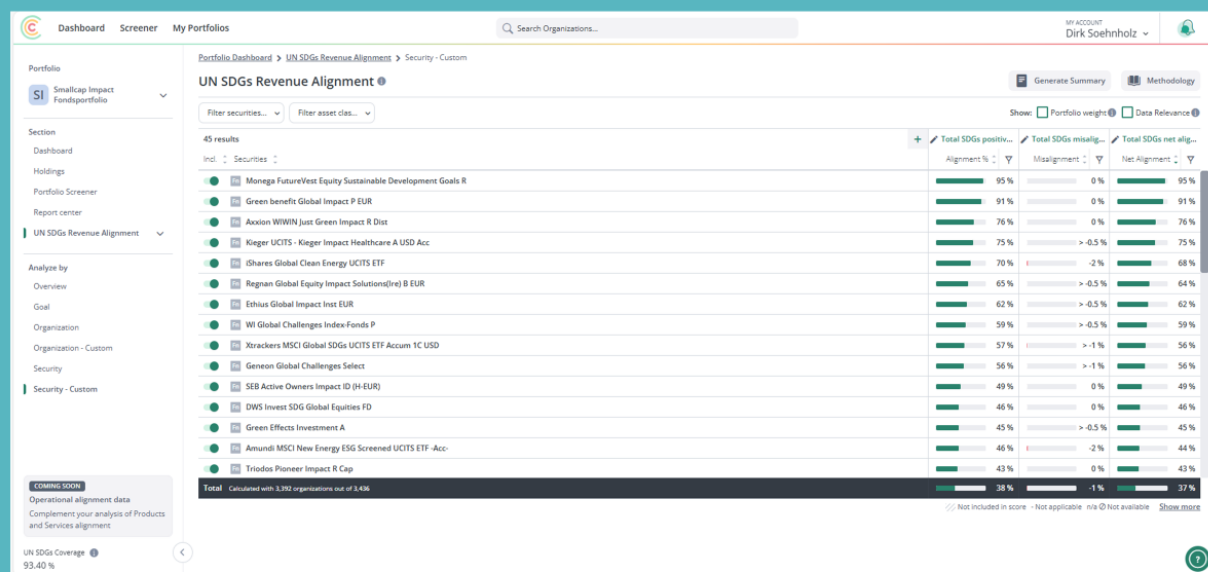 Dashboard Screener My Portfolios
Search Organizations...
MY ACCOUNT
Dirk Soehnholz
Portfolio
SI Smallcap Impact
Fondsportfolio
Section
Dashboard
Holdings
Portfolio Screener
Report center
UN SDGs Revenue Alignment
Analyze by
Overview
Goal
Organization
Organization - Custom
Security
Security - Custom
COMING SOON
Operational alignment data
Complement your analysis of Products
and Services alignment
UN SDGs Coverage
93.40 %
Portfolio Dashboard > UN SDGs Revenue Alignment > Security - Custom
UN SDGs Revenue Alignment
Generate Summary Methodology
Filter securities... Filter asset clas...
Show: Portfolio weight Data Relevance
45 results + Total SDGs positiv... Total SDGs misalig... Total SDGs net alig...
Incl. Securities Alignment % Misalignment Net Alignment
Monega FutureVest Equity Sustainable Development Goals R 95 % 0 % 95 %
Green benefit Global Impact P EUR 91 % 0 % 91 %
Axxion WIWIN Just Green Impact R Dist 76 % 0 % 76 %
Kieger UCITS - Kieger Impact Healthcare A USD Acc 75 % > -0.5 % 75 %
iShares Global Clean Energy UCITS ETF 70 % -2 % 68 %
Regnan Global Equity Impact Solutions(Ire) B EUR 65 % > -0.5 % 64 %
Ethius Global Impact Inst EUR 62 % > -0.5 % 62 %
WI Global Challenges Index-Fonds P 59 % > -0.5 % 59 %
Xtrackers MSCI Global SDGs UCITS ETF Accum 1C USD 57 % > -1 % 56 %
Geneon Global Challenges Select 56 % > -1 % 56 %
SEB Active Owners Impact ID (H-EUR) 49 % 0 % 49 %
DWS Invest SDG Global Equities FD 46 % 0 % 46 %
Green Effects Investment A 45 % > -0.5 % 45 %
Amundi MSCI New Energy ESG Screened UCITS ETF -Acc- 46 % -2 % 44 %
Triodos Pioneer Impact R Cap 43 % 0 % 43 %
Total Calculated with 3,392 organizations out of 3,436 38 % -1 % 37 %
Not included in score - Not applicable n/a Ø Not available Show more